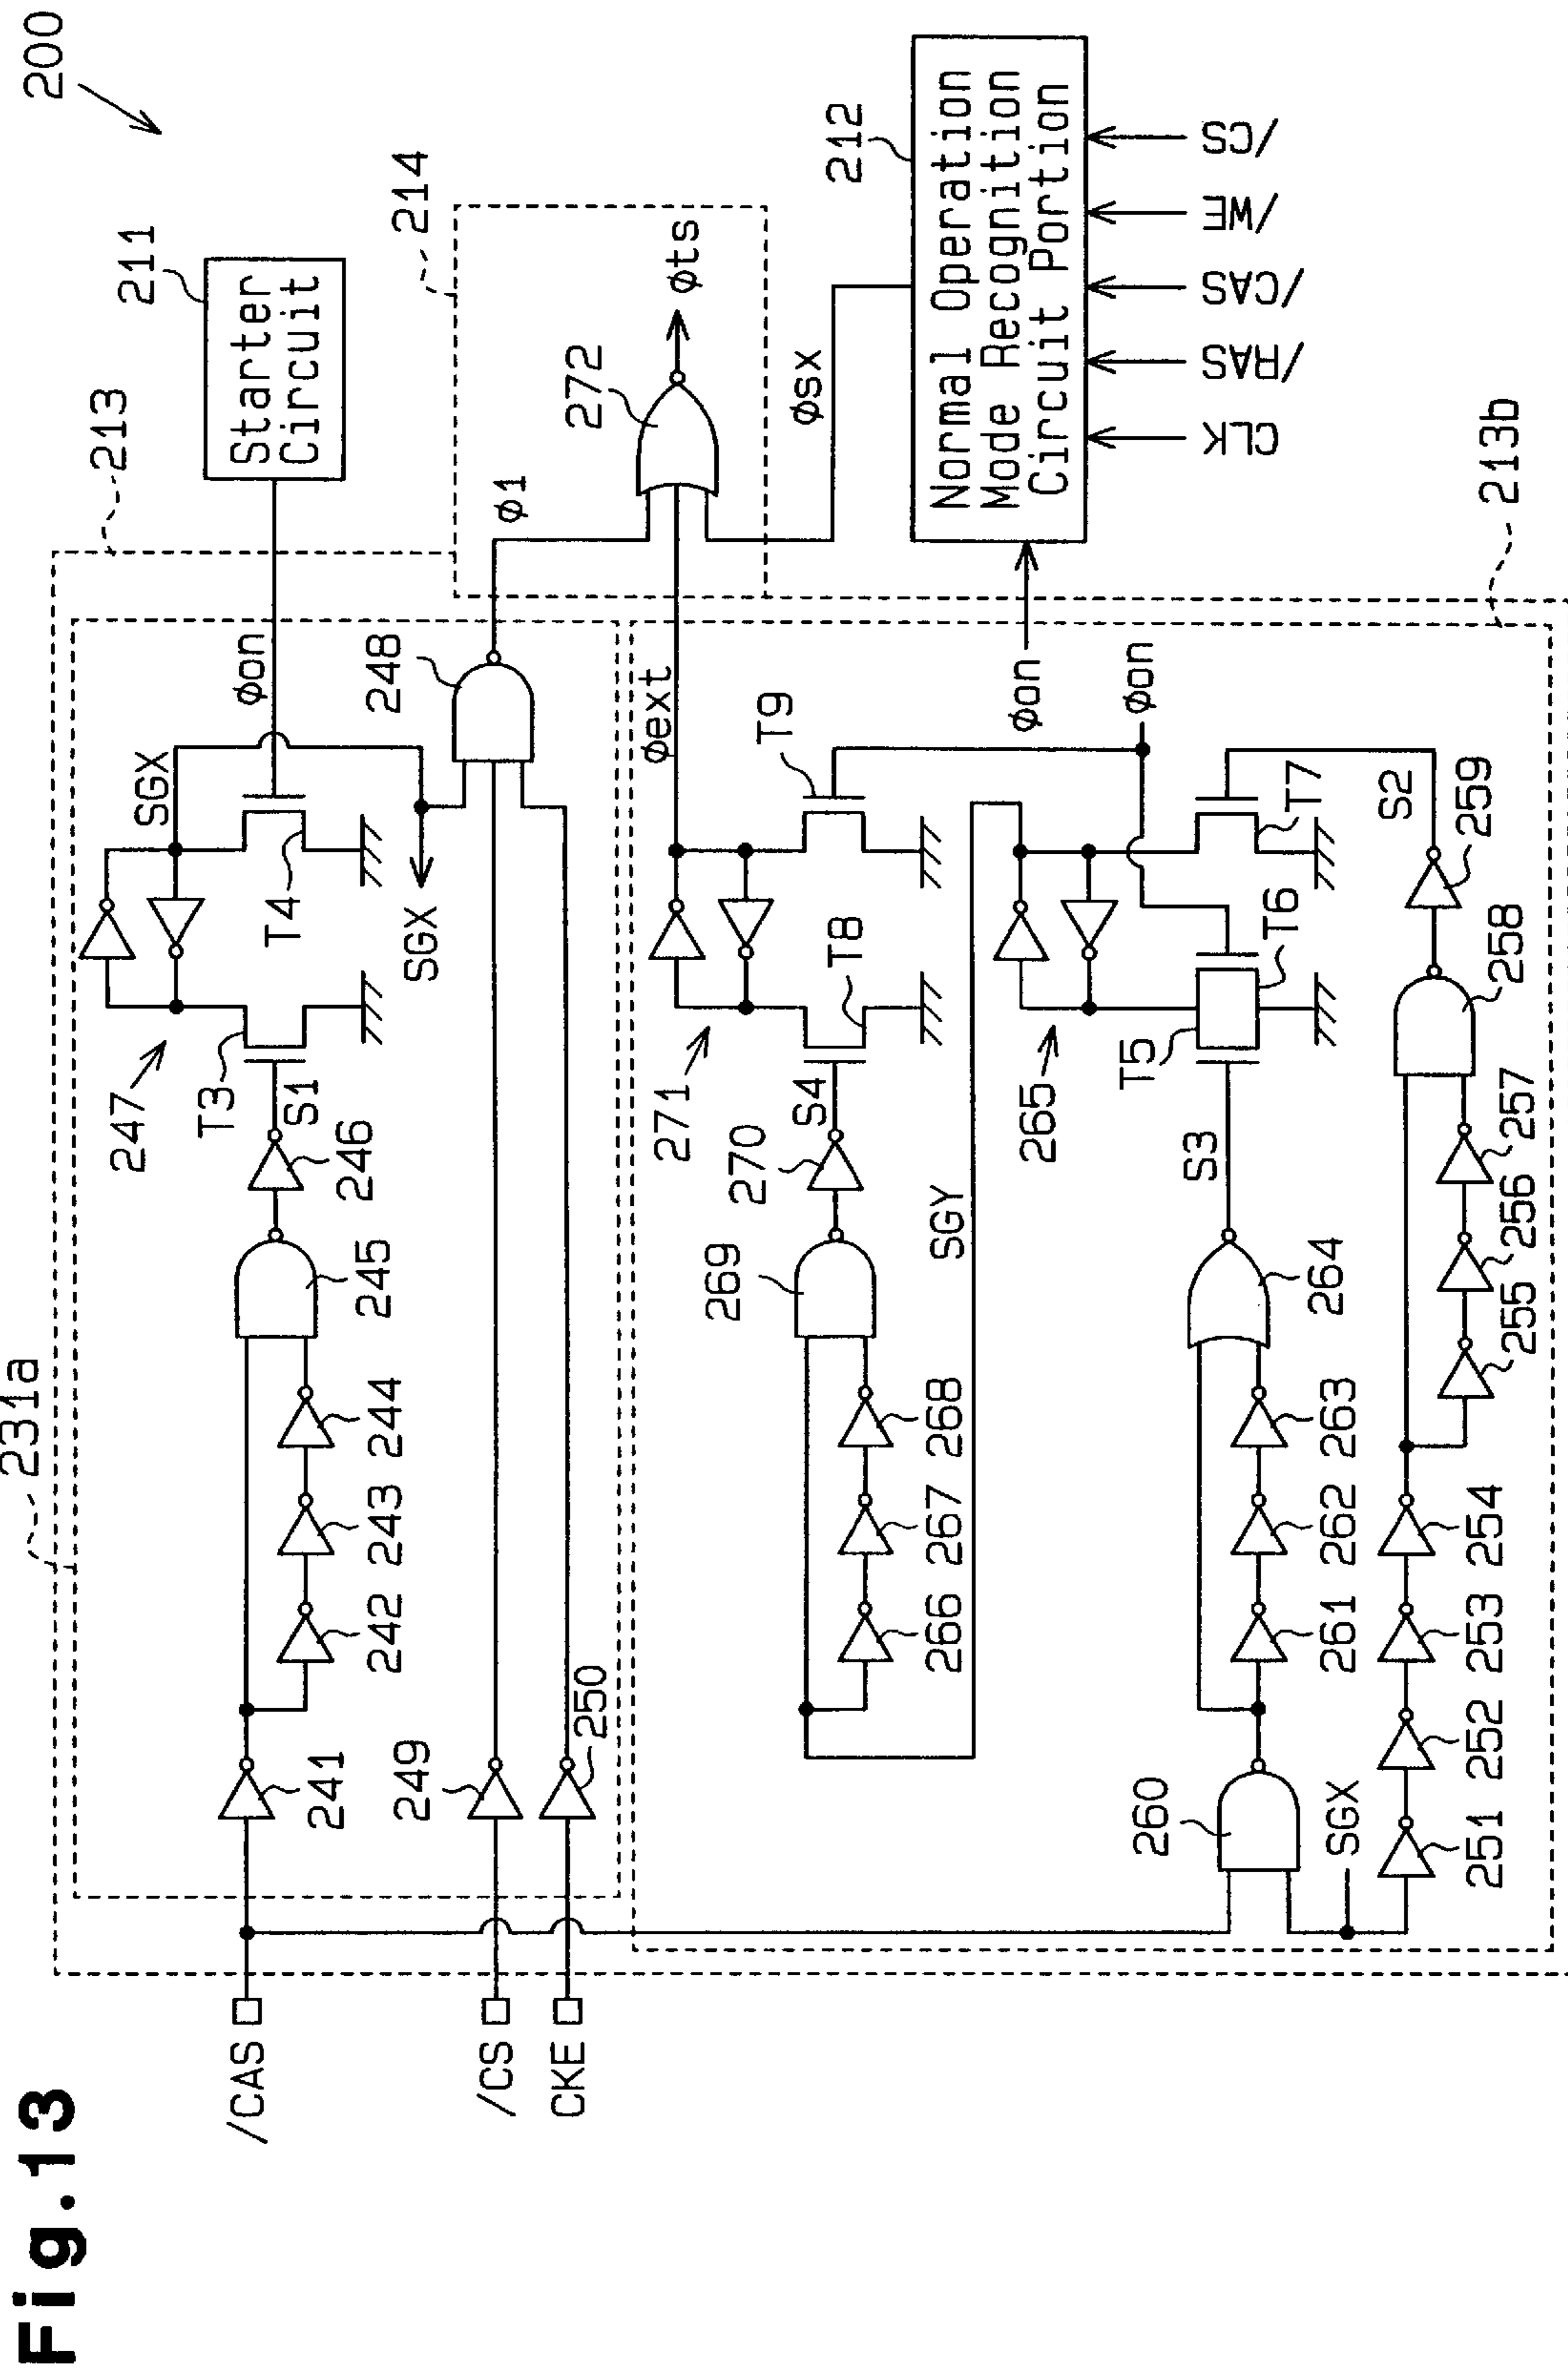 Fig.13
200
231a
213
214
211
Starter
Circuit
/CAS
/CS
CKE
241
242
243
244
245
246
S1
T3
247
T4
SGX
φon
SGX
248
249
250
φ1
272
φts
φsx
212
Normal Operation
Mode Recognition
Circuit Portion
CLK
/RAS
/CAS
/WE
/CS
φon
φext
266
267
268
269
270
S4
T8
271
T9
φon
SGY
265
T5
T6
T7
S3
S2
260
261
262
263
264
SGX
251
252
253
254
255
256
257
258
259
213b